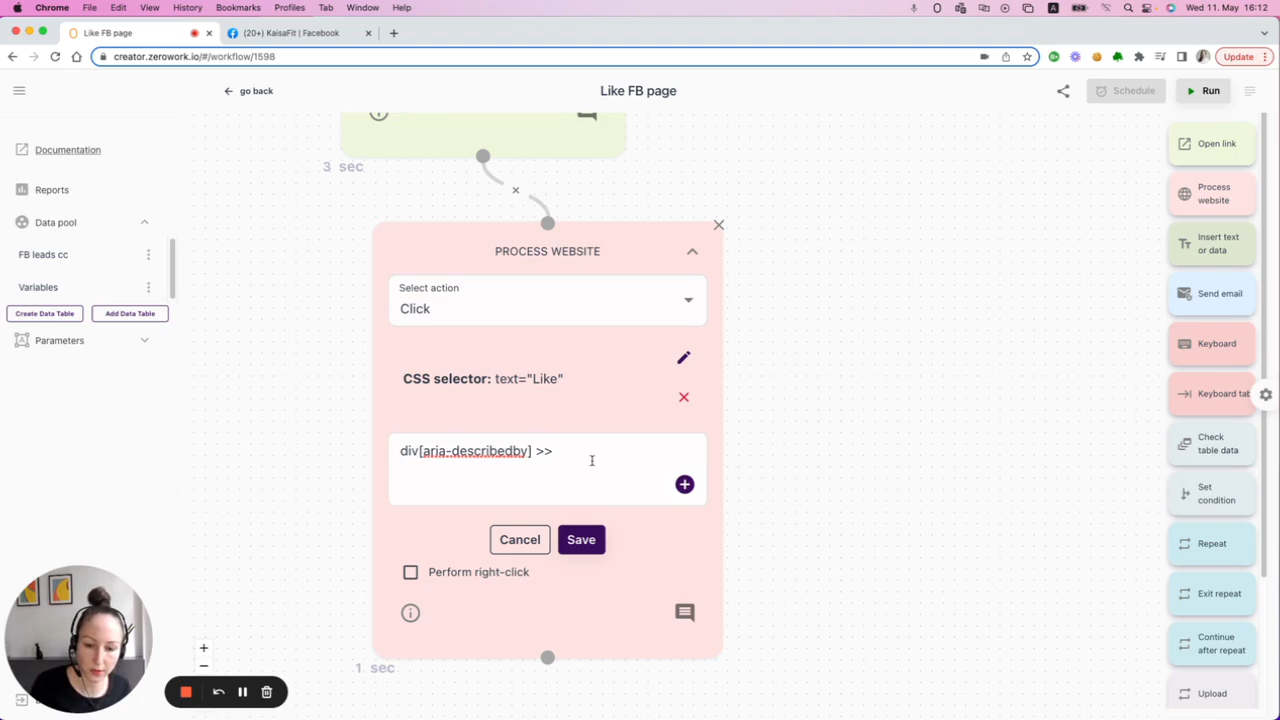 Chrome File Edit View History Bookmarks Profiles Tab Window Help
Wed 11. May 16:12
Like FB page
(20+) KaisaFit | Facebook
creator.zerowork.io/#/workflow/1598
Update
go back
Like FB page
Schedule
Run
Documentation
Reports
Data pool
FB leads cc
Variables
Create Data Table
Add Data Table
Parameters
3 sec
PROCESS WEBSITE
Select action
Click
CSS selector: text="Like"
div[aria-describedby] >>
Cancel
Save
Perform right-click
1 sec
Open link
Process
website
Insert text
or data
Send email
Keyboard
Keyboard tab
Check
table data
Set
condition
Repeat
Exit repeat
Continue
after repeat
Upload